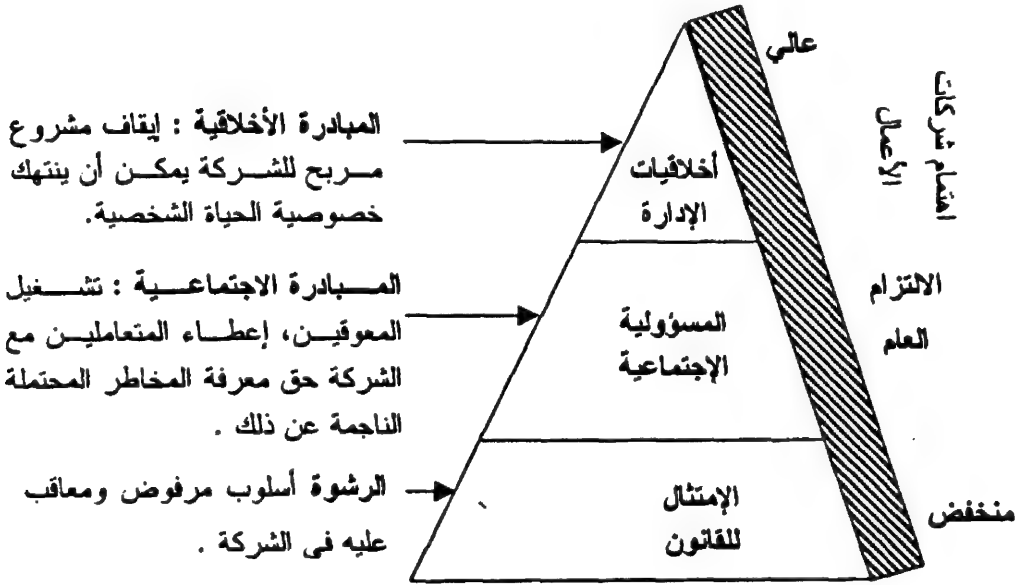 عالي
اهتمام شركات
الأعمال
المبادرة الأخلاقية : إيقاف مشروع
مربح للشركة يمكن أن ينتهك
خصوصية الحياة الشخصية.
أخلاقيات
الإدارة
الالتزام
العام
المبادرة الاجتماعية : تشغيل
المعوقين، إعطاء المتعاملين مع
الشركة حق معرفة المخاطر المحتملة
الناجمة عن ذلك .
المسؤولية
الإجتماعية
الرشوة أسلوب مرفوض ومعاقب
عليه فى الشركة .
الإمتثال
للقانون
منخفض